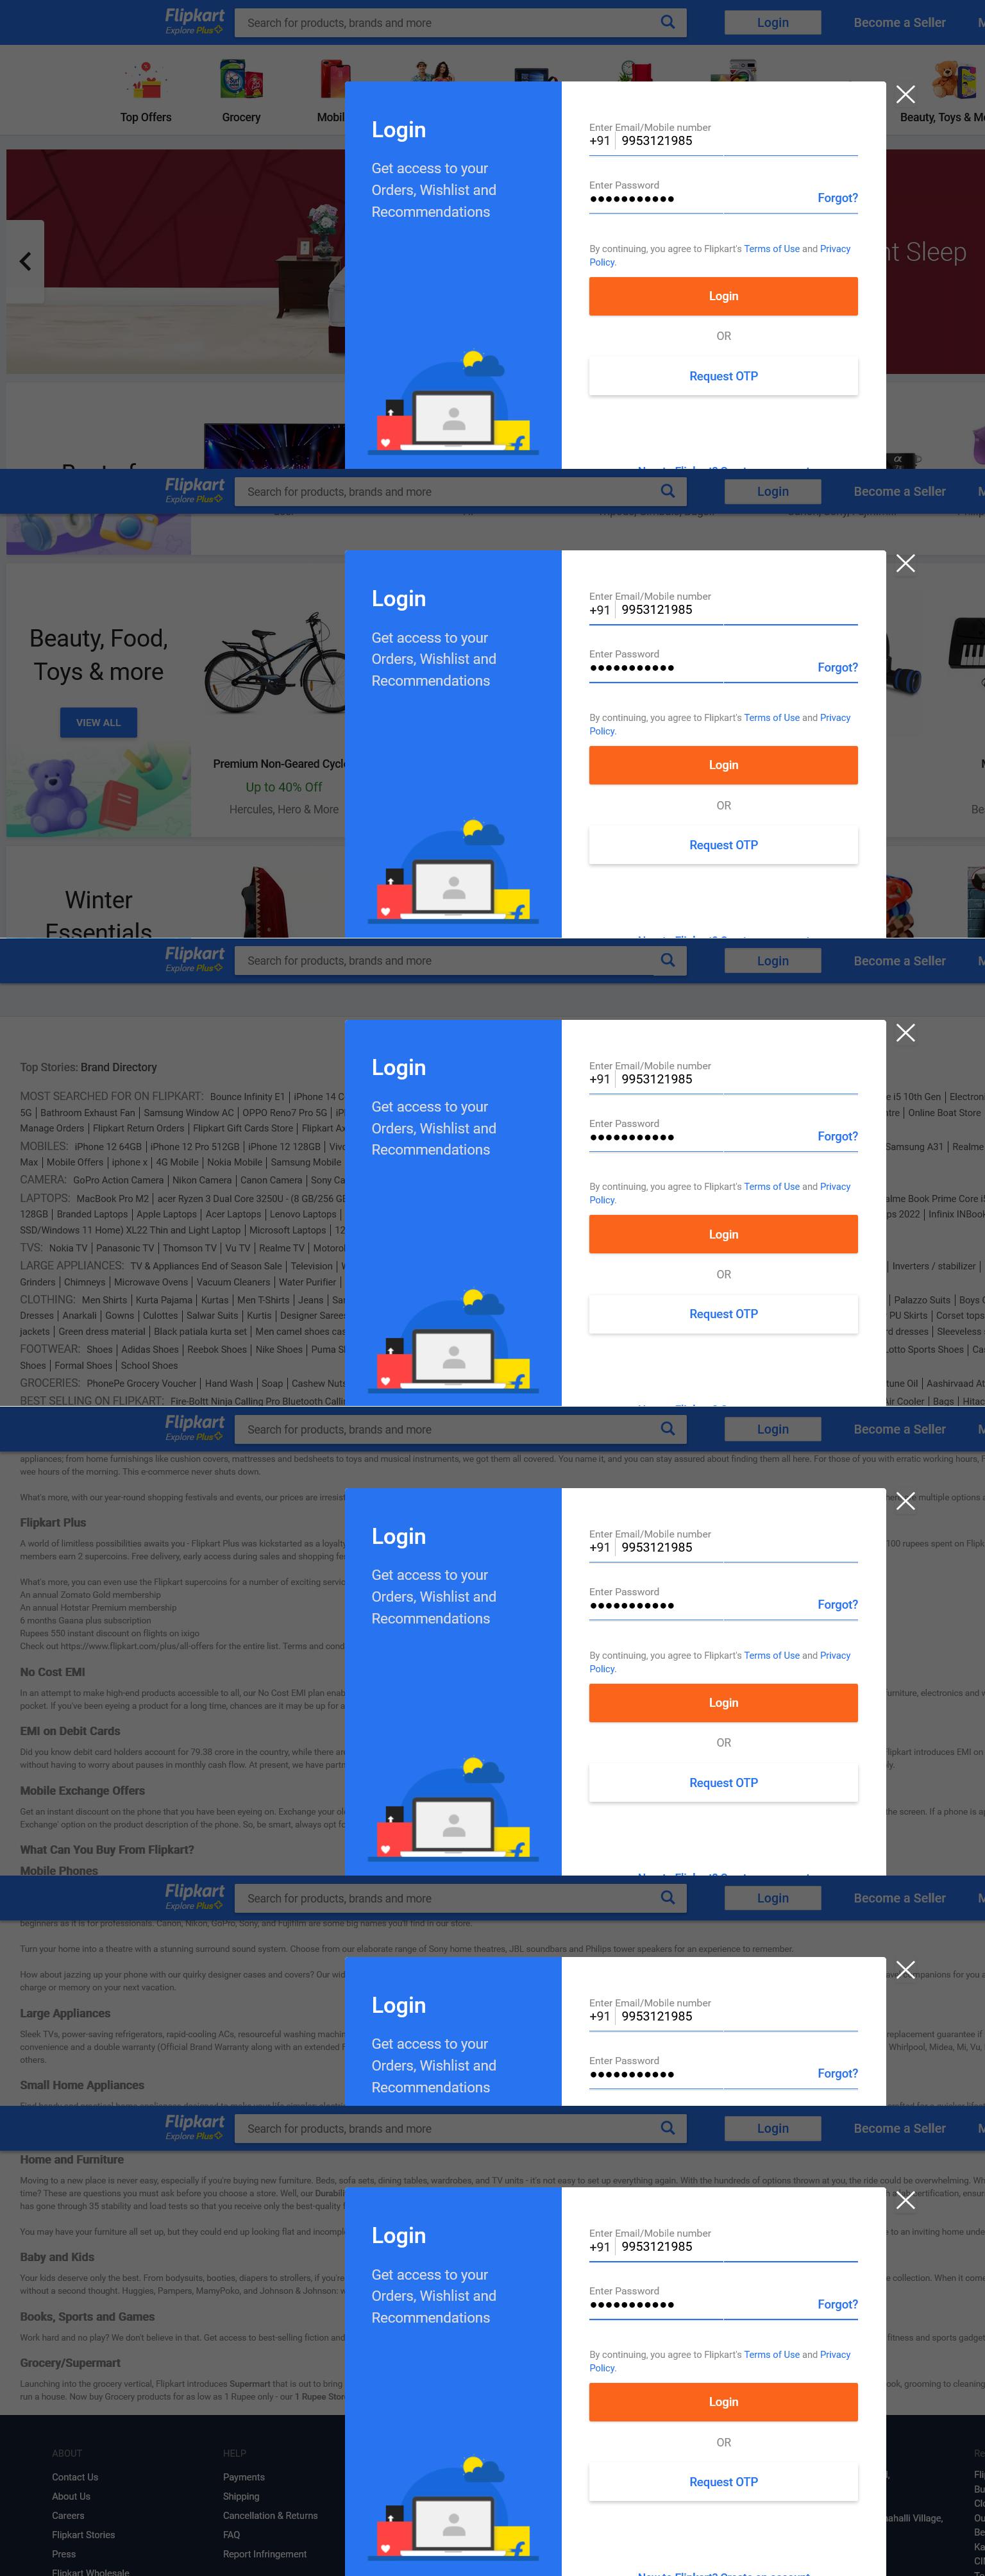 Flipkart
Explore Plus
Search for products, brands and more
Login
Become a Seller
Top Offers
Grocery
Beauty, Toys &
Login
Get access to your
Orders, Wishlist and
Recommendations
Enter Email/Mobile number
+91 9953121985
Enter Password
Forgot?
By continuing, you agree to Flipkart's Terms of Use and Privacy
Policy.
Login
OR
Request OTP
Sleep
Flipkart
Explore Plus
Search for products, brands and more
Login
Become a Seller
Beauty, Food,
Toys & more
VIEW ALL
Premium Non-Geared
Up to 40% Off
Hercules, Hero & More
Winter
Essentials
Login
Get access to your
Orders, Wishlist and
Recommendations
Enter Email/Mobile number
+91 9953121985
Enter Password
Forgot?
By continuing, you agree to Flipkart's Terms of Use and Privacy
Policy.
Login
OR
Request OTP
Flipkart
Explore Plus
Search for products, brands and more
Login
Become a Seller
Top Stories: Brand Directory
MOST SEARCHED FOR ON FLIPKART: Bounce Infinity E1 | iPhone 14
5G | Bathroom Exhaust Fan | Samsung Window AC | OPPO Reno7 Pro 5G
Manage Orders | Flipkart Return Orders | Flipkart Gift Cards Store | Flipkart
MOBILES: iPhone 12 64GB | iPhone 12 Pro 512GB | iPhone 12 128GB
Max | Mobile Offers | iphone x | 4G Mobile | Nokia Mobile | Samsung Mobile
CAMERA: GoPro Action Camera | Nikon Camera | Canon Camera | Sony
LAPTOPS: MacBook Pro M2 | acer Ryzen 3 Dual Core 3250U - (8 GB/256
128GB | Branded Laptops | Apple Laptops | Acer Laptops | Lenovo Laptops
SSD/Windows 11 Home) XL22 Thin and Light Laptop | Microsoft Laptops
TVS: Nokia TV | Panasonic TV | Thomson TV | Vu TV | Realme TV
LARGE APPLIANCES: TV & Appliances End of Season Sale | Television
Grinders | Chimneys | Microwave Ovens | Vacuum Cleaners | Water Purifier
CLOTHING: Men Shirts | Kurta Pajama | Kurtas | Men T-Shirts | Jeans
Dresses | Anarkali | Gowns | Culottes | Salwar Suits | Kurtis | Designer
jackets | Green dress material | Black patiala kurta set | Men camel shoes
FOOTWEAR: Shoes | Adidas Shoes | Reebok Shoes | Nike Shoes | Puma
Shoes | Formal Shoes | School Shoes
GROCERIES: PhonePe Grocery Voucher | Hand Wash | Soap | Cashew
BEST SELLING ON FLIPKART: Fire-Boltt Ninja Calling Pro Bluetooth
i5 10th Gen
Online Boat Store
Samsung A31 | Realme
Book Prime Core
2022 | Infinix
Inverters / stabilizer
Palazzo Suits | Boys
PU Skirts | Corset tops
dresses | Sleeveless
Lotto Sports Shoes
Oil | Aashirvaad
Air Cooler | Bags
Login
Get access to your
Orders, Wishlist and
Recommendations
Enter Email/Mobile number
+91 9953121985
Enter Password
Forgot?
By continuing, you agree to Flipkart's Terms of Use and Privacy
Policy.
Login
OR
Request OTP
Flipkart
Explore Plus
Search for products, brands and more
Login
Become a Seller
appliances; from home furnishings like cushion covers, mattresses and bedsheets to toys and musical instruments, we got them all covered. You name it, and you can stay assured about finding them all here. For those of you with erratic working hours,
wee hours of the morning. This e-commerce never shuts down.
What's more, with our year-round shopping festivals and events, our prices are
multiple options
Flipkart Plus
A world of limitless possibilities awaits you - Flipkart Plus was kickstarted as a
100 rupees spent on
members earn 2 supercoins. Free delivery, early access during sales and shopping
What's more, you can even use the Flipkart supercoins for a number of exciting
An annual Zomato Gold membership
An annual Hotstar Premium membership
6 months Gaana plus subscription
Rupees 550 instant discount on flights on ixigo
Check out https://www.flipkart.com/plus/all-offers for the entire list. Terms and
No Cost EMI
In an attempt to make high-end products accessible to all, our No Cost EMI plan
furniture, electronics and
pocket. If you've been eyeing a product for a long time, chances are it may be up for a
EMI on Debit Cards
Did you know debit card holders account for 79.38 crore in the country, while there
Flipkart introduces EMI on
without having to worry about pauses in monthly cash flow. At present, we have
Mobile Exchange Offers
Get an instant discount on the phone that you have been eyeing on. Exchange your
the screen. If a phone is
Exchange' option on the product description of the phone. So, be smart, always opt
What Can You Buy From Flipkart?
Mobile Phones
Login
Get access to your
Orders, Wishlist and
Recommendations
Enter Email/Mobile number
+91 9953121985
Enter Password
Forgot?
By continuing, you agree to Flipkart's Terms of Use and Privacy
Policy.
Login
OR
Request OTP
Flipkart
Explore Plus
Search for products, brands and more
Login
Become a Seller
beginners as it is for professionals. Canon, Nikon, GoPro, Sony, and Fujifilm are some big names you'll find in our store.
Turn your home into a theatre with a stunning surround sound system. Choose from our elaborate range of Sony home theatres, JBL soundbars and Philips tower speakers for an experience to remember.
How about jazzing up your phone with our quirky designer cases and covers? Our
companions for you
charge or memory on your next vacation.
Large Appliances
Sleek TVs, power-saving refrigerators, rapid-cooling ACs, resourceful washing
replacement guarantee if
convenience and a double warranty (Official Brand Warranty along with an extended
Whirlpool, Midea, Mi, Vu,
others.
Small Home Appliances
Login
Get access to your
Orders, Wishlist and
Recommendations
Enter Email/Mobile number
+91 9953121985
Enter Password
Forgot?
Flipkart
Explore Plus
Search for products, brands and more
Login
Become a Seller
Home and Furniture
Moving to a new place is never easy, especially if you're buying new furniture. Beds, sofa sets, dining tables, wardrobes, and TV units - it's not easy to set up everything again. With the hundreds of options thrown at you, the ride could be overwhelming.
time? These are questions you must ask before you choose a store. Well, our
certification,
has gone through 35 stability and load tests so that you receive only the best-quality
You may have your furniture all set up, but they could end up looking flat and
to an inviting home
Baby and Kids
Your kids deserve only the best. From bodysuits, booties, diapers to strollers, if
collection. When it
without a second thought. Huggies, Pampers, MamyPoko, and Johnson & Johnson:
Books, Sports and Games
Work hard and no play? We don't believe in that. Get access to best-selling fiction and
fitness and sports
Grocery/Supermart
Launching into the grocery vertical, Flipkart introduces Supermart that is out to bring
grooming to cleaning
run a house. Now buy Grocery products for as low as 1 Rupee only - our 1 Rupee
Login
Get access to your
Orders, Wishlist and
Recommendations
Enter Email/Mobile number
+91 9953121985
Enter Password
Forgot?
By continuing, you agree to Flipkart's Terms of Use and Privacy
Policy.
Login
OR
Request OTP
ABOUT
Contact Us
About Us
Careers
Flipkart Stories
Press
Flipkart Wholesale
HELP
Payments
Shipping
Cancellation & Returns
FAQ
Report Infringement
Village,
New to Flipkart? Create an account